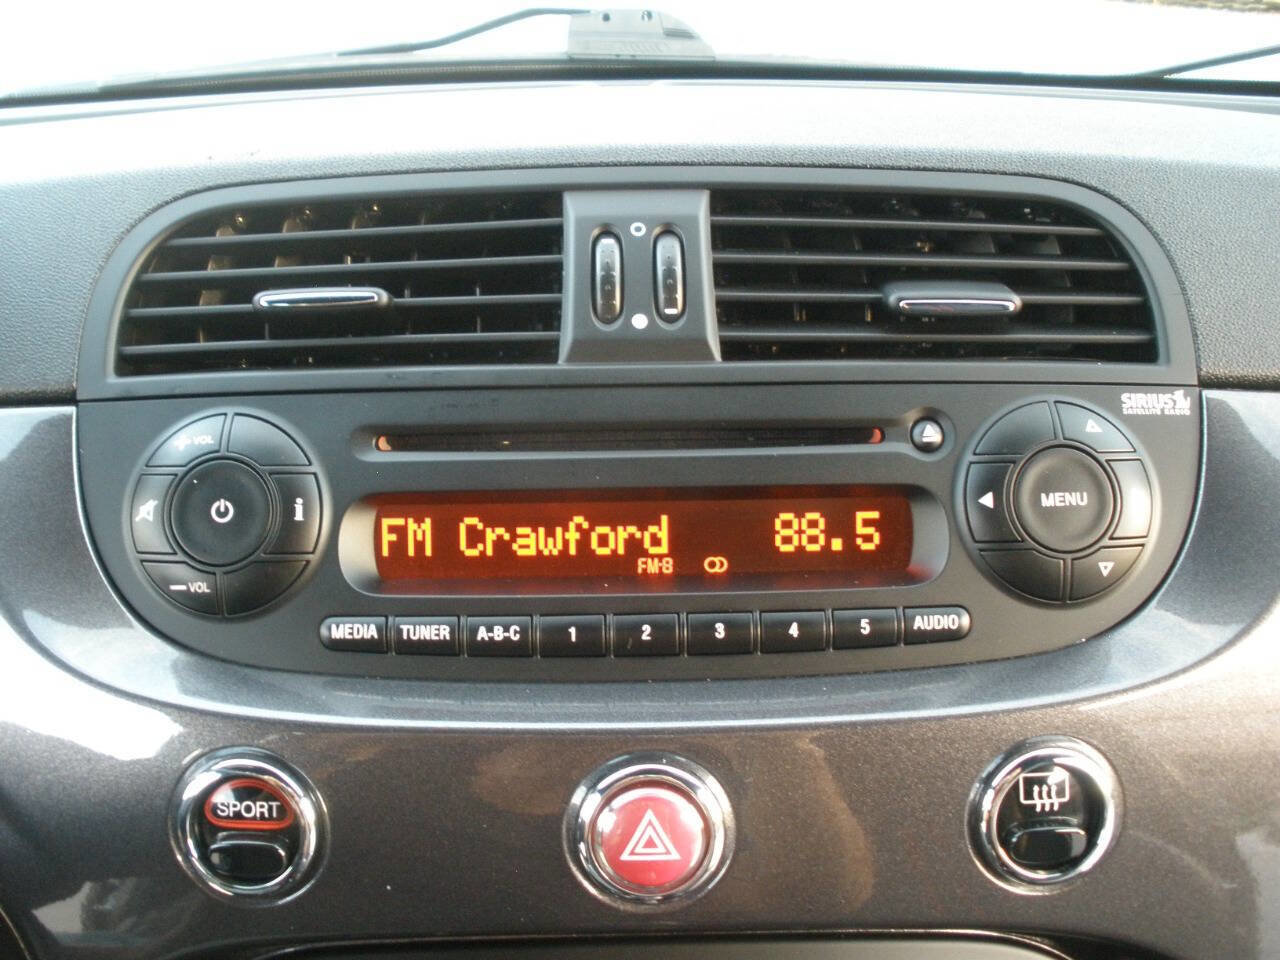 SIRIUS
SATELLITE RADIO
+ VOL
i
MENU
FM Crawford 88.5
FM-B
− VOL
MEDIA TUNER A-B-C 1 2 3 4 5 AUDIO
SPORT